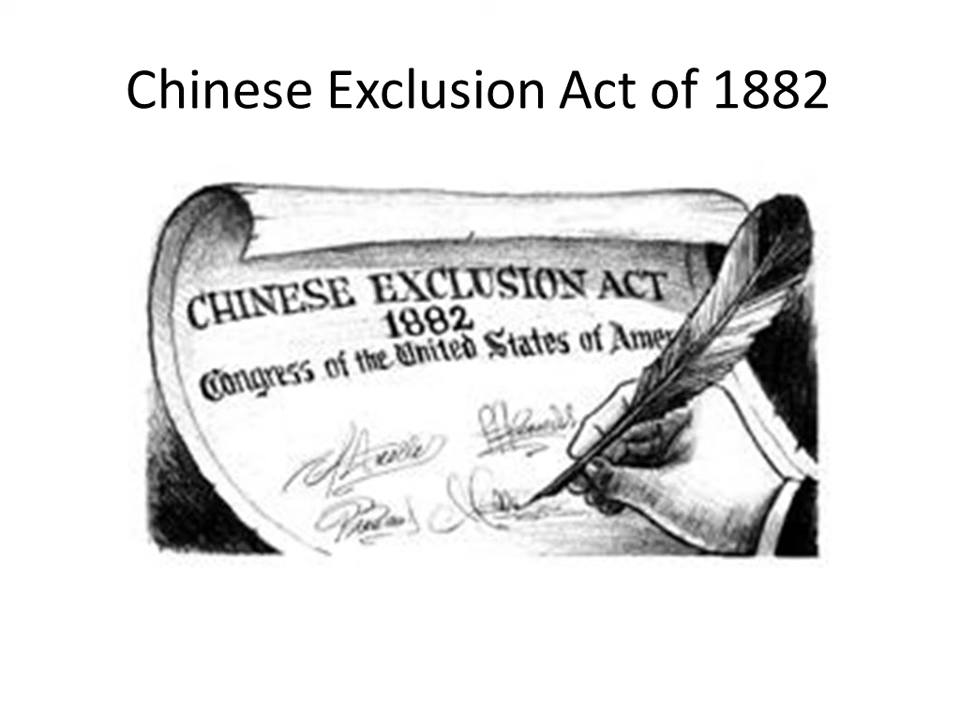 Chinese Exclusion Act of 1882
CHINESE EXCLUSION ACT
1882
Congress of the United States of Amer